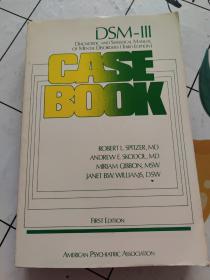 DSM-III
DIAGNOSTIC AND STATISTICAL MANUAL
OF MENTAL DISORDERS (THIRD EDITION)
CASE
BOOK
ROBERT L. SPITZER, MD
ANDREW E. SKODOL, MD
MIRIAM GIBBON, MSW
JANET B.W. WILLIAMS, DSW
FIRST EDITION
AMERICAN PSYCHIATRIC ASSOCIATION